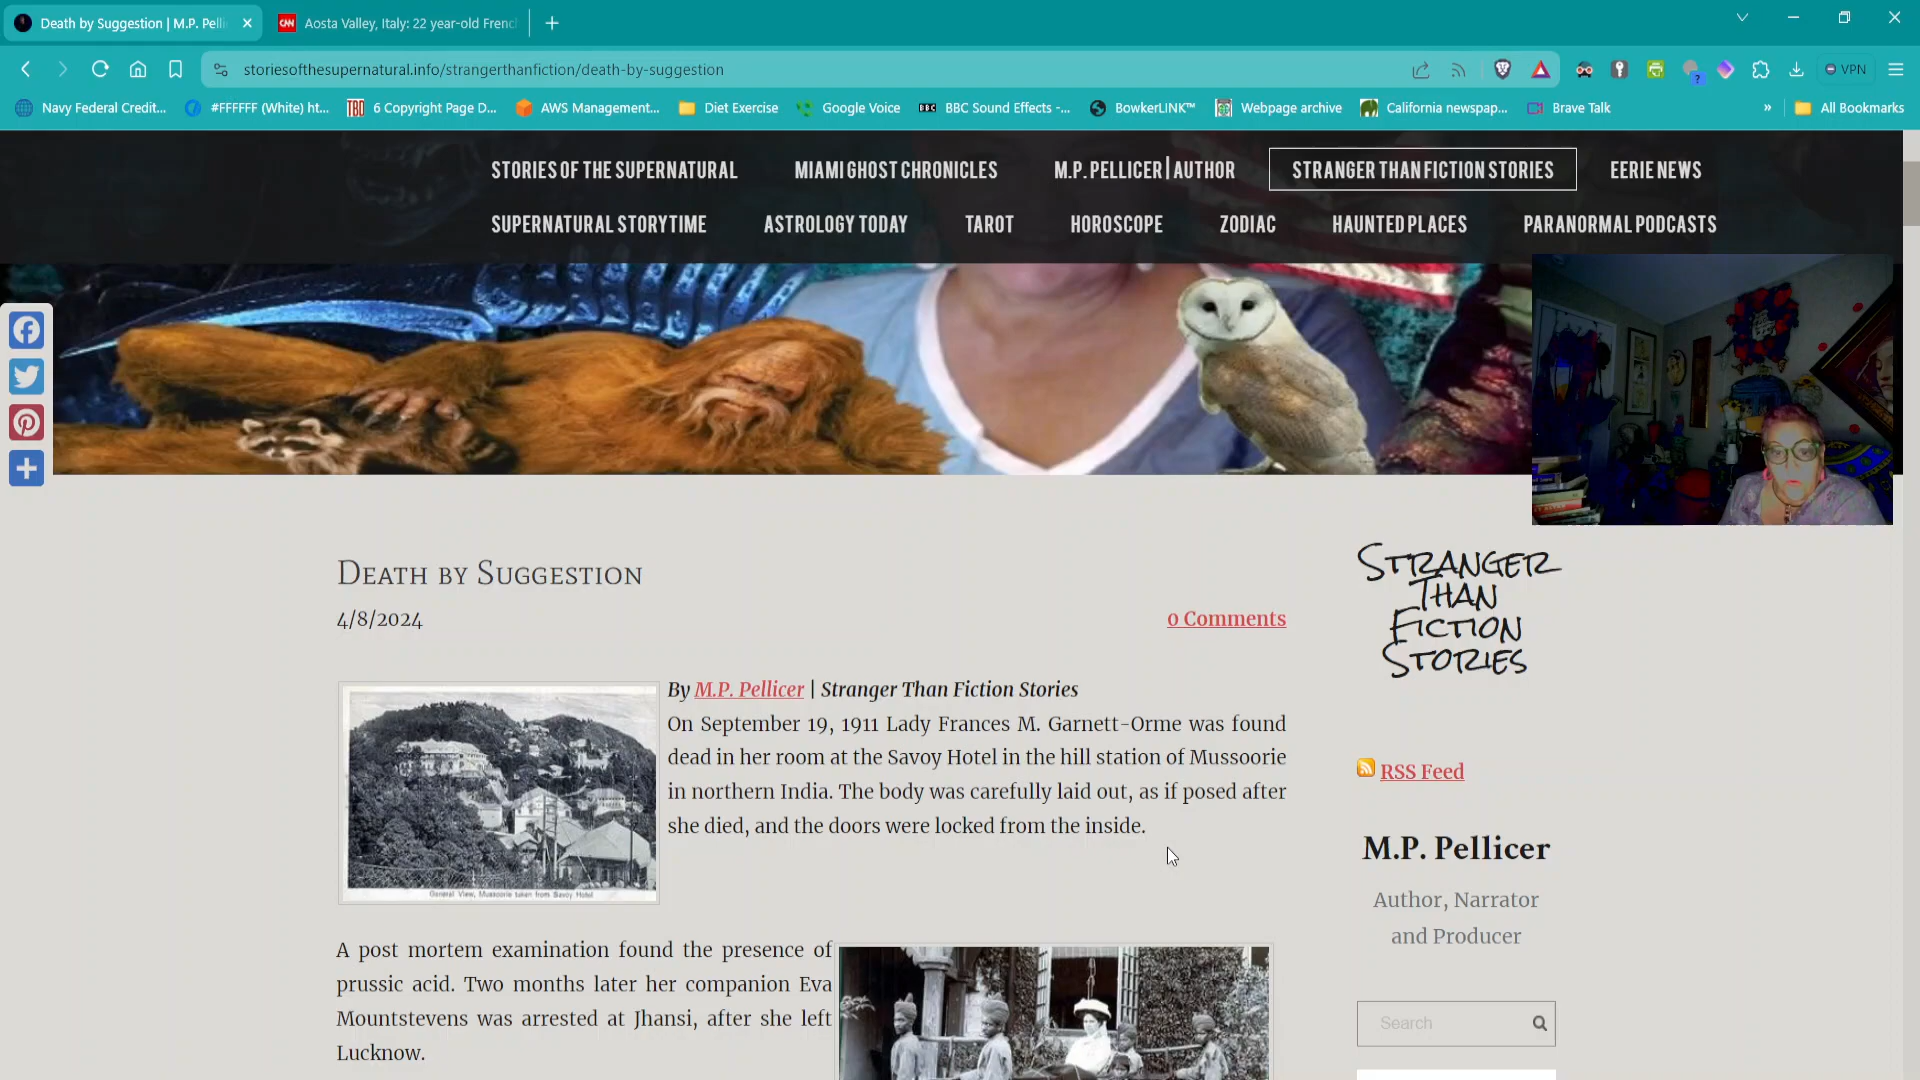 Death by Suggestion | M.P. Pelli
Aosta Valley, Italy: 22 year-old Frenc
storiesofthesupernatural.info/strangerthanfiction/death-by-suggestion
VPN
Navy Federal Credit...
#FFFFFF (White) ht...
6 Copyright Page D...
AWS Management...
Diet Exercise
Google Voice
BBC
BBC Sound Effects -...
BowkerLINK™
Webpage archive
California newspap...
Brave Talk
»
All Bookmarks
STORIES OF THE SUPERNATURAL
MIAMI GHOST CHRONICLES
M.P. PELLICER | AUTHOR
STRANGER THAN FICTION STORIES
EERIE NEWS
SUPERNATURAL STORYTIME
ASTROLOGY TODAY
TAROT
HOROSCOPE
ZODIAC
HAUNTED PLACES
PARANORMAL PODCASTS
Death by Suggestion
4/8/2024
0 Comments
By M.P. Pellicer | Stranger Than Fiction Stories
On September 19, 1911 Lady Frances M. Garnett-Orme was found
dead in her room at the Savoy Hotel in the hill station of Mussoorie
in northern India. The body was carefully laid out, as if posed after
she died, and the doors were locked from the inside.
General View, Mussoorie taken from Savoy Hotel
A post mortem examination found the presence of
prussic acid. Two months later her companion Eva
Mountstevens was arrested at Jhansi, after she left
Lucknow.
Stranger
Than
Fiction
Stories
RSS Feed
M.P. Pellicer
Author, Narrator
and Producer
Search